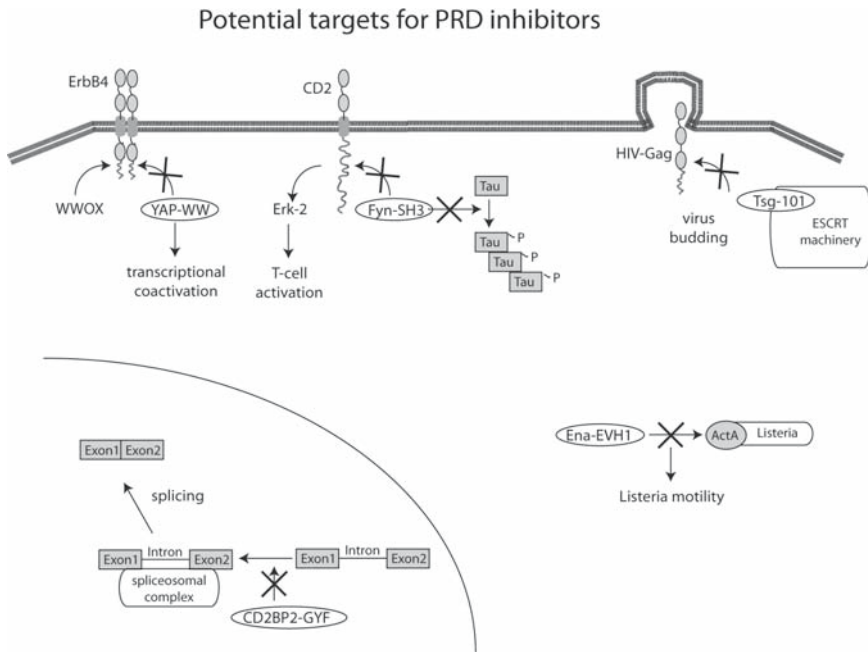 Potential targets for PRD inhibitors
ErbB4
CD2
HIV-Gag
WWOX
YAP-WW
transcriptional
coactivation
Erk-2
T-cell
activation
Fyn-SH3
Tau
Tau
P
Tau
P
Tau
P
virus
budding
Tsg-101
ESCRT
machinery
Exon1
Exon2
splicing
Exon1
Intron
Exon2
spliceosomal
complex
Exon1
Intron
Exon2
CD2BP2-GYF
Ena-EVH1
ActA
Listeria
Listeria motility